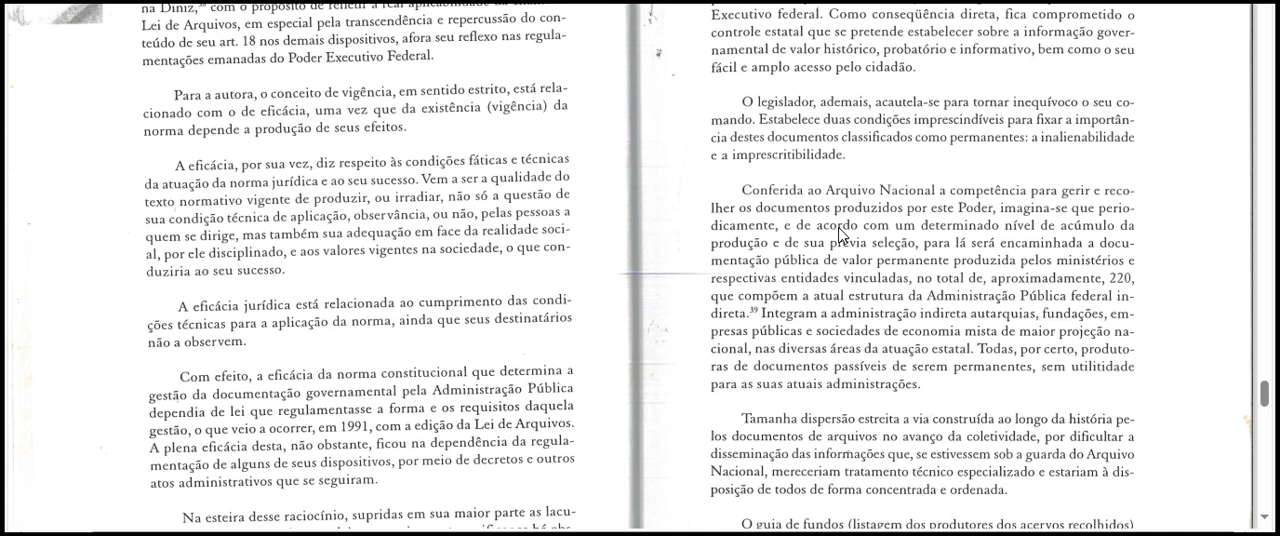 na Diniz,³⁸ com o propósito de refletir a real aplicabilidade da
Lei de Arquivos, em especial pela transcendência e repercussão do con-
teúdo de seu art. 18 nos demais dispositivos, afora seu reflexo nas regula-
mentações emanadas do Poder Executivo Federal.
Para a autora, o conceito de vigência, em sentido estrito, está rela-
cionado com o de eficácia, uma vez que da existência (vigência) da
norma depende a produção de seus efeitos.
A eficácia, por sua vez, diz respeito às condições fáticas e técnicas
da atuação da norma jurídica e ao seu sucesso. Vem a ser a qualidade do
texto normativo vigente de produzir, ou irradiar, não só a questão de
sua condição técnica de aplicação, observância, ou não, pelas pessoas a
quem se dirige, mas também sua adequação em face da realidade soci-
al, por ele disciplinado, e aos valores vigentes na sociedade, o que con-
duziria ao seu sucesso.
A eficácia jurídica está relacionada ao cumprimento das condi-
ções técnicas para a aplicação da norma, ainda que seus destinatários
não a observem.
Com efeito, a eficácia da norma constitucional que determina a
gestão da documentação governamental pela Administração Pública
dependia de lei que regulamentasse a forma e os requisitos daquela
gestão, o que veio a ocorrer, em 1991, com a edição da Lei de Arquivos.
A plena eficácia desta, não obstante, ficou na dependência da regula-
mentação de alguns de seus dispositivos, por meio de decretos e outros
atos administrativos que se seguiram.
Na esteira desse raciocínio, supridas em sua maior parte as lacu-
Executivo federal. Como conseqüência direta, fica comprometido o
controle estatal que se pretende estabelecer sobre a informação gover-
namental de valor histórico, probatório e informativo, bem como o seu
fácil e amplo acesso pelo cidadão.
O legislador, ademais, acautela-se para tornar inequívoco o seu co-
mando. Estabelece duas condições imprescindíveis para fixar a importân-
cia destes documentos classificados como permanentes: a inalienabilidade
e a imprescritibilidade.
Conferida ao Arquivo Nacional a competência para gerir e reco-
lher os documentos produzidos por este Poder, imagina-se que perio-
dicamente, e de acordo com um determinado nível de acúmulo da
produção e de sua prévia seleção, para lá será encaminhada a docu-
mentação pública de valor permanente produzida pelos ministérios e
respectivas entidades vinculadas, no total de, aproximadamente, 220,
que compõem a atual estrutura da Administração Pública federal in-
direta.³⁹ Integram a administração indireta autarquias, fundações, em-
presas públicas e sociedades de economia mista de maior projeção na-
cional, nas diversas áreas da atuação estatal. Todas, por certo, produto-
ras de documentos passíveis de serem permanentes, sem utilitidade
para as suas atuais administrações.
Tamanha dispersão estreita a via construída ao longo da história pe-
los documentos de arquivos no avanço da coletividade, por dificultar a
disseminação das informações que, se estivessem sob a guarda do Arquivo
Nacional, mereceriam tratamento técnico especializado e estariam à dis-
posição de todos de forma concentrada e ordenada.
O guia de fundos (listagem dos produtores dos acervos recolhidos)